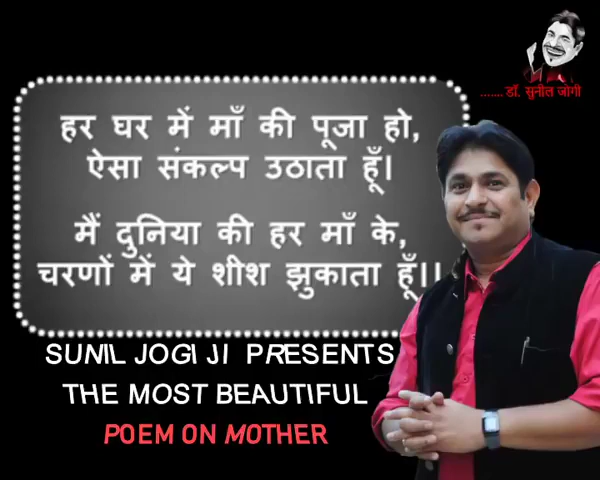 ....... डॉ. सुनील जोगी
हर घर में माँ की पूजा हो,
ऐसा संकल्प उठाता हूँ।
मैं दुनिया की हर माँ के,
चरणों में ये शीश झुकाता हूँ।।
SUNIL JOGI JI PRESENTS
THE MOST BEAUTIFUL
POEM ON MOTHER